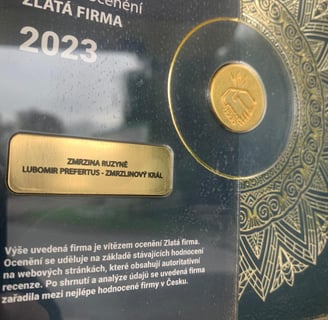 ocenění
ZLATÁ FIRMA
2023
ZMRZLINA RUZYNĚ
LUBOMIR PREFERTUS - ZMRZLINOVÝ KRÁL
Výše uvedená firma je vítězem ocenění Zlatá firma.
Ocenění se uděluje na základě stávajících hodnocení
na webových stránkách, které obsahují autoritativní
recenze. Po shrnutí a analýze údajů se uvedená firma
zařadila mezi nejlépe hodnocené firmy v Česku.